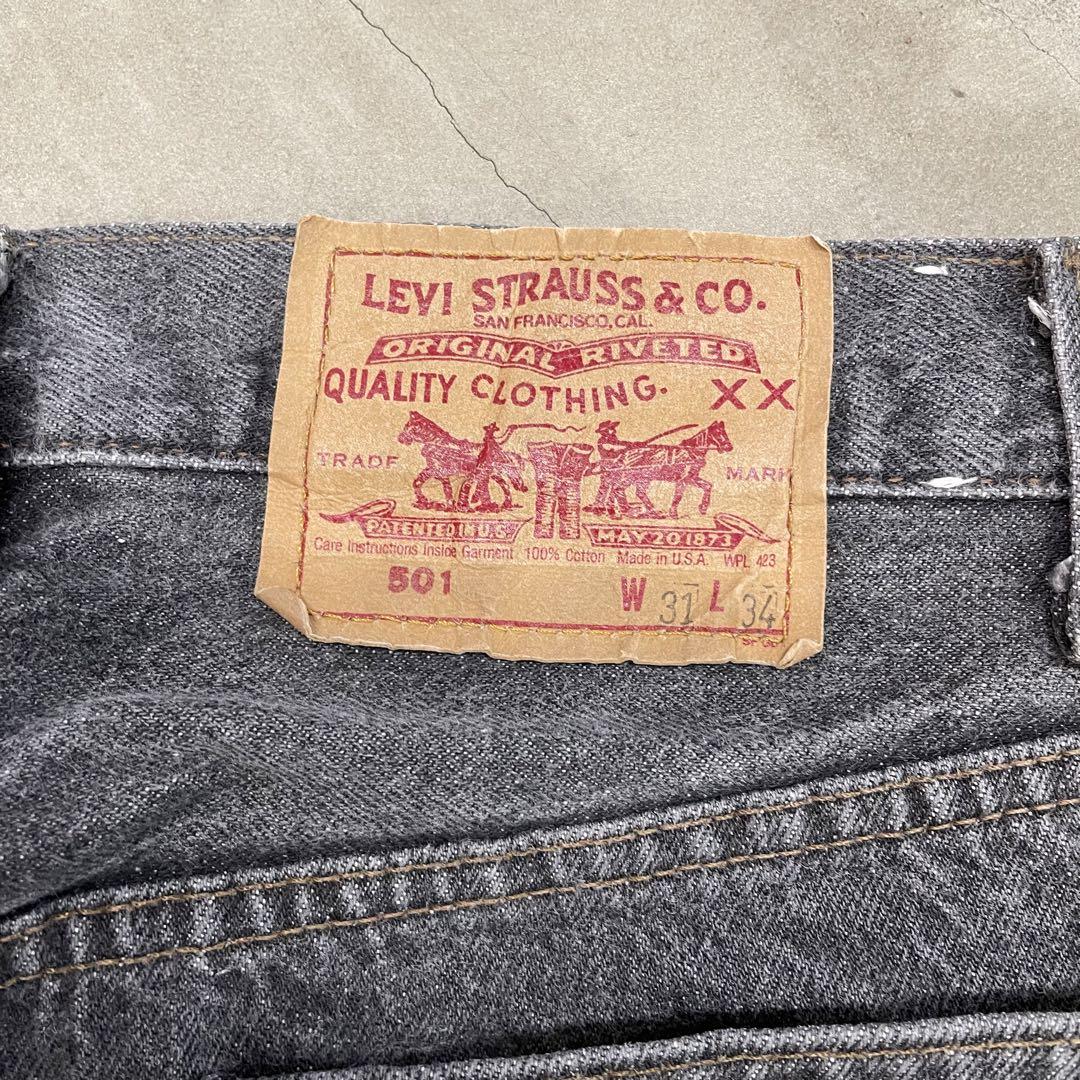 LEVI STRAUSS & CO.
SAN FRANCISCO, CAL.
ORIGINAL RIVETED
QUALITY CLOTHING. XX
TRADE MARK
PATENTED IN U.S. MAY 20 1873
Care Instructions Inside Garment 100% Cotton Made in U.S.A. WPL 423
501 W 31 L 34